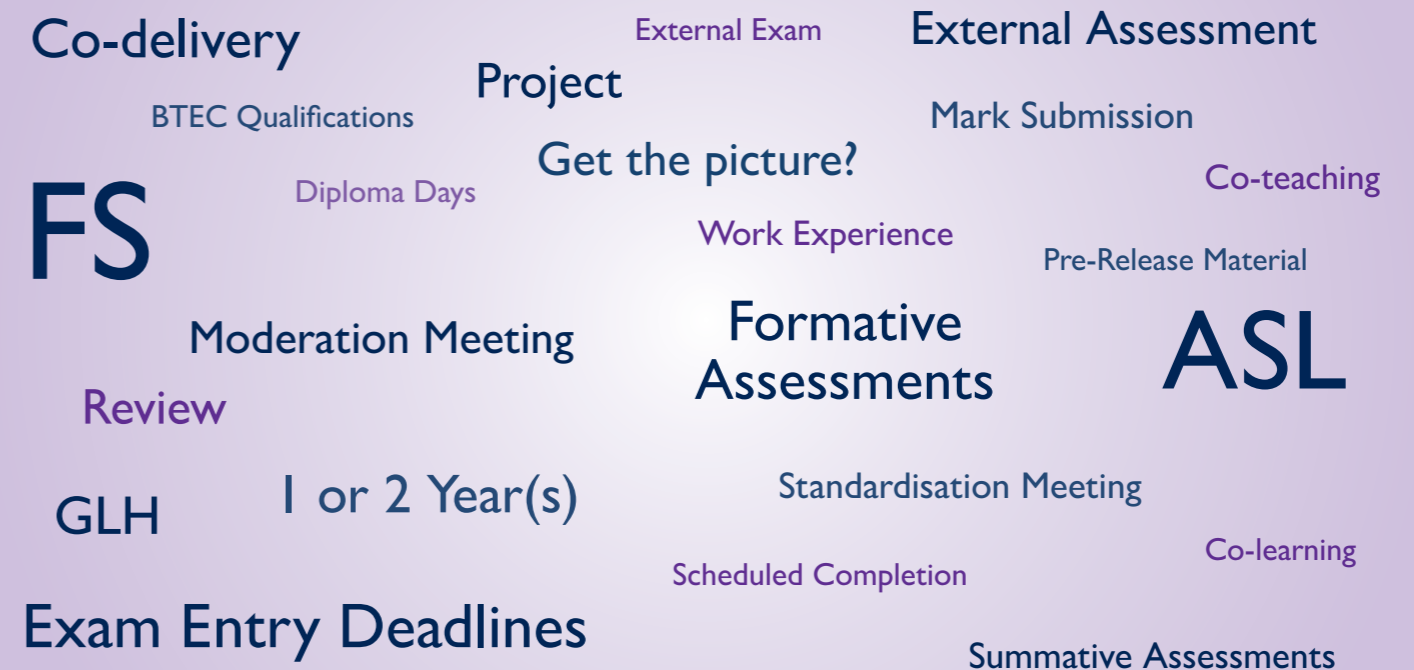 Co-delivery
External Exam
External Assessment
Project
BTEC Qualifications
Mark Submission
Get the picture?
Co-teaching
Diploma Days
FS
Work Experience
Pre-Release Material
Moderation Meeting
Formative
Assessments
ASL
Review
1 or 2 Year(s)
Standardisation Meeting
GLH
Co-learning
Scheduled Completion
Exam Entry Deadlines
Summative Assessments